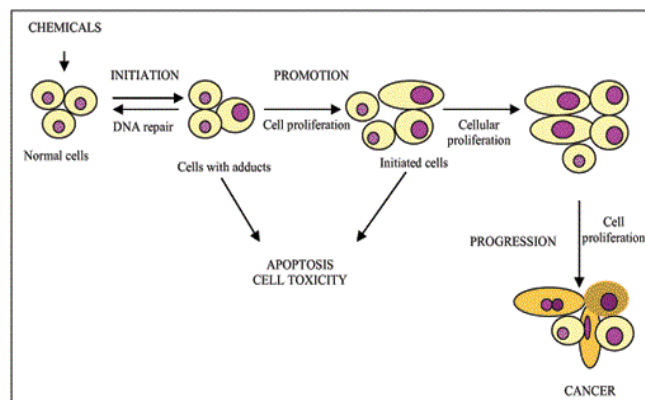 CHEMICALS
INITIATION
PROMOTION
DNA repair
Cell proliferation
Cellular
proliferation
Normal cells
Cells with adducts
Initiated cells
APOPTOSIS
CELL TOXICITY
PROGRESSION
Cell
proliferation
CANCER